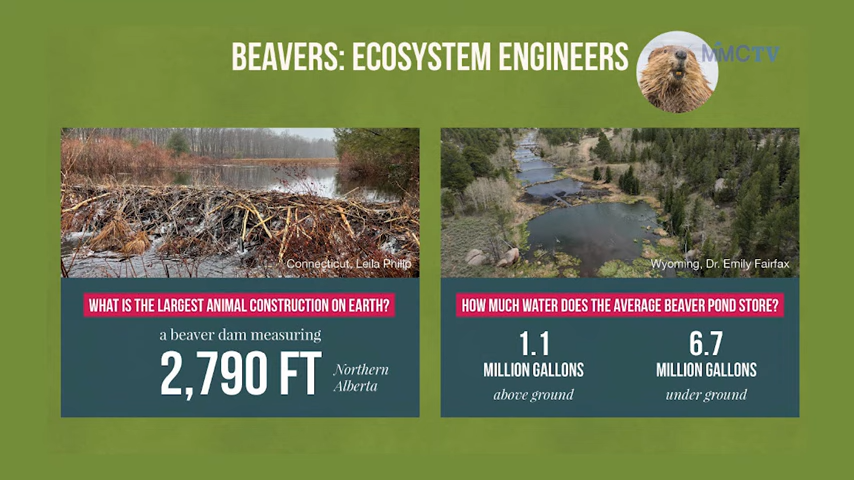 BEAVERS: ECOSYSTEM ENGINEERS
MMCTV
Connecticut, Leila Philip
Wyoming, Dr. Emily Fairfax
WHAT IS THE LARGEST ANIMAL CONSTRUCTION ON EARTH?
a beaver dam measuring
2,790 FT
Northern
Alberta
HOW MUCH WATER DOES THE AVERAGE BEAVER POND STORE?
1.1
MILLION GALLONS
above ground
6.7
MILLION GALLONS
under ground